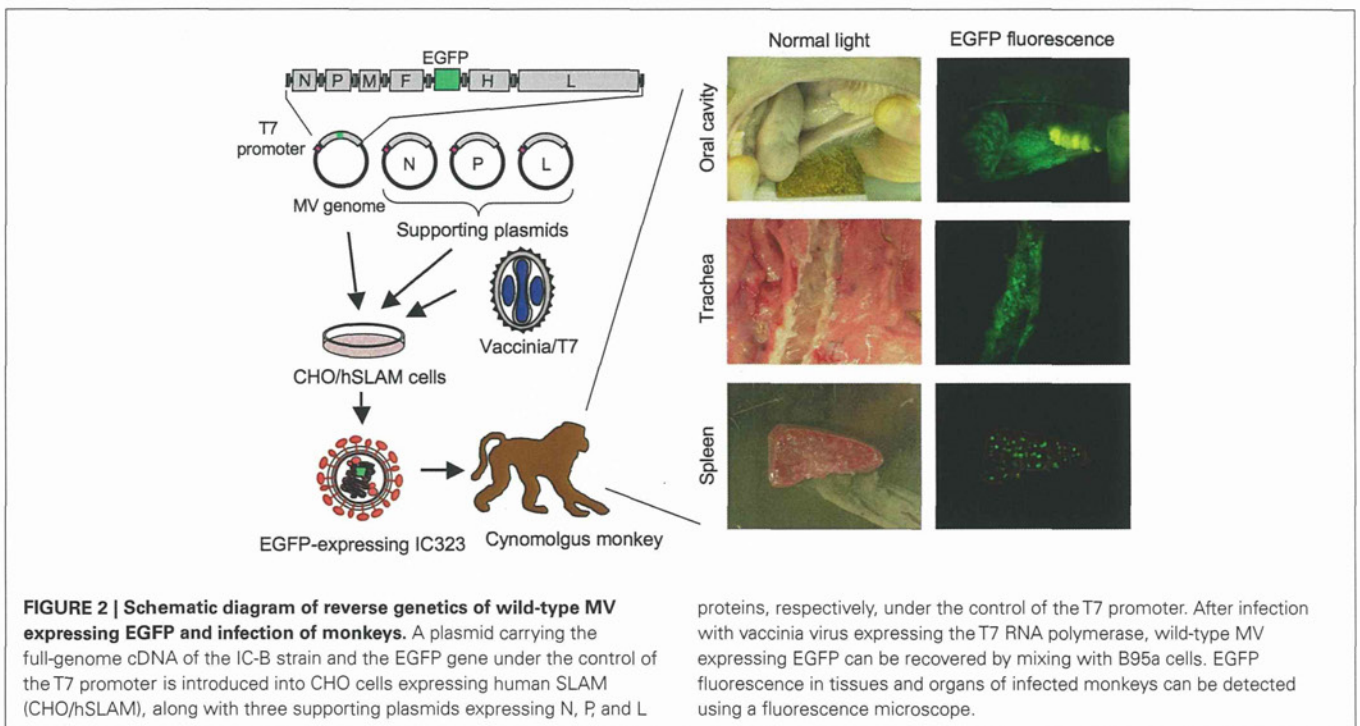 Normal light
EGFP fluorescence
EGFP
N P M F H L
T7
promoter
N P L
MV genome
Supporting plasmids
Vaccinia/T7
CHO/hSLAM cells
EGFP-expressing IC323
Cynomolgus monkey
Oral cavity
Trachea
Spleen
FIGURE 2 | Schematic diagram of reverse genetics of wild-type MV
expressing EGFP and infection of monkeys. A plasmid carrying the
full-genome cDNA of the IC-B strain and the EGFP gene under the control of
the T7 promoter is introduced into CHO cells expressing human SLAM
(CHO/hSLAM), along with three supporting plasmids expressing N, P, and L
proteins, respectively, under the control of the T7 promoter. After infection
with vaccinia virus expressing the T7 RNA polymerase, wild-type MV
expressing EGFP can be recovered by mixing with B95a cells. EGFP
fluorescence in tissues and organs of infected monkeys can be detected
using a fluorescence microscope.